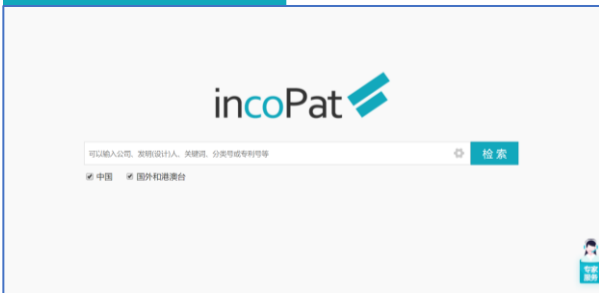 incoPat
可以输入公司、发明(设计)人、关键词、分类号或专利号等
检索
中国 国外和港澳台
专家
服务